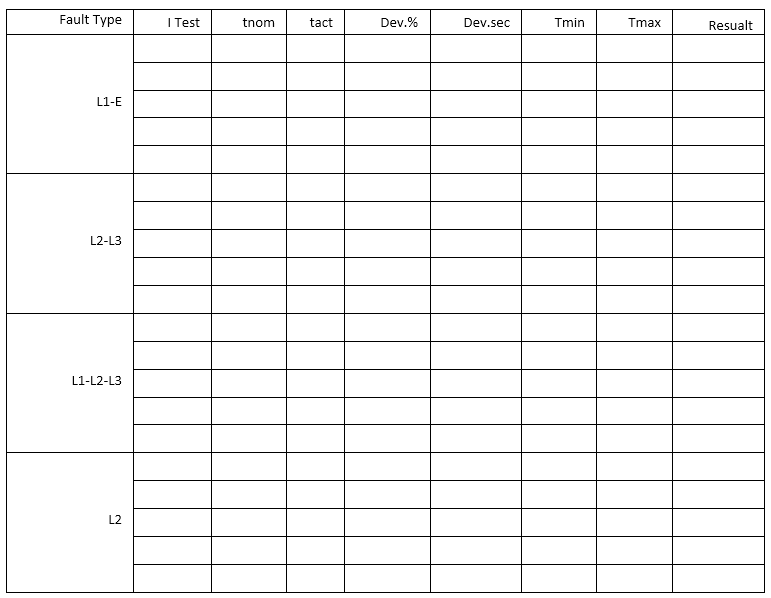 Fault Type I Test tnom tact Dev.% Dev.sec Tmin Tmax Resualt
L1-E
L2-L3
L1-L2-L3
L2